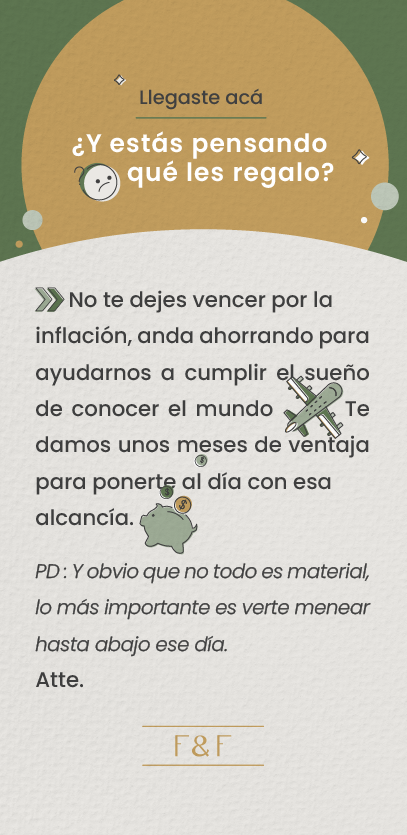 Llegaste acá
¿Y estás pensando
qué les regalo?
No te dejes vencer por la
inflación, anda ahorrando para
ayudarnos a cumplir el sueño
de conocer el mundo Te
damos unos meses de ventaja
para ponerte al día con esa
alcancía.
PD : Y obvio que no todo es material,
lo más importante es verte menear
hasta abajo ese día.
Atte.
F&F